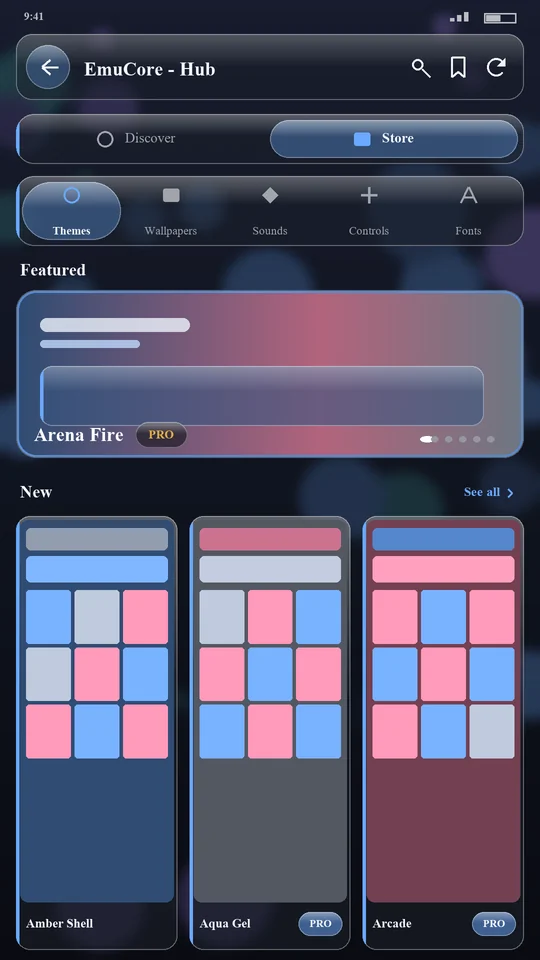 9:41
EmuCore - Hub
Discover
Store
Themes
Wallpapers
Sounds
Controls
Fonts
Featured
Arena Fire
PRO
New
See all
Amber Shell
Aqua Gel
PRO
Arcade
PRO